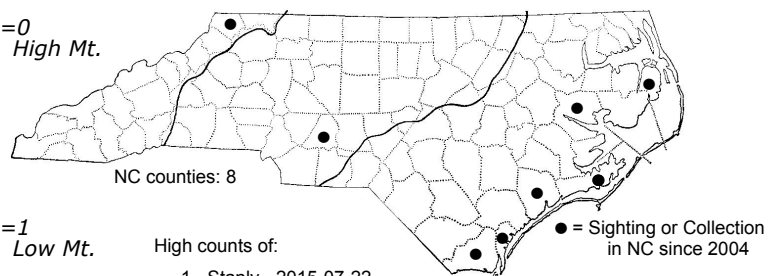 =0
High Mt.
NC counties: 8
=1
Low Mt.
High counts of:
= Sighting or Collection
in NC since 2004
1 - Stanly - 2015-07-22